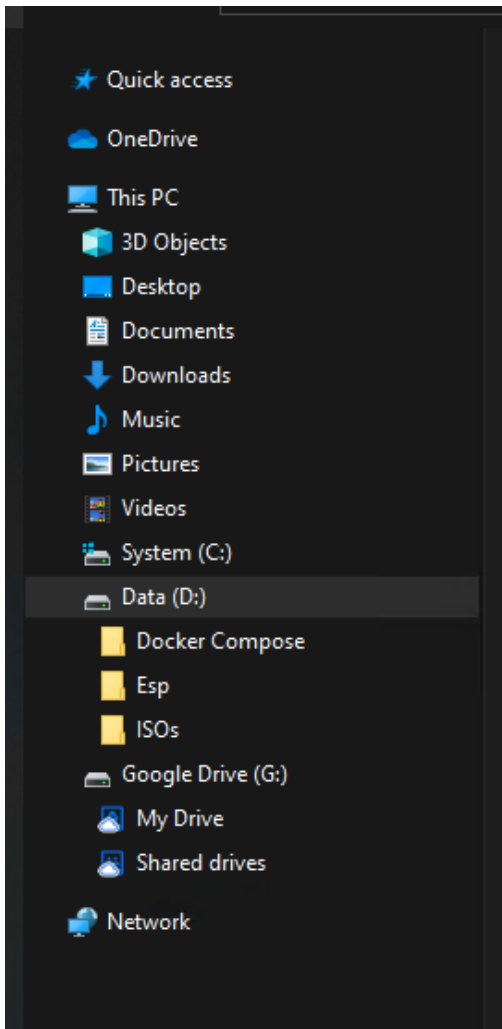 Quick access
OneDrive
This PC
3D Objects
Desktop
Documents
Downloads
Music
Pictures
Videos
System (C:)
Data (D:)
Docker Compose
Esp
ISOs
Google Drive (G:)
My Drive
Shared drives
Network